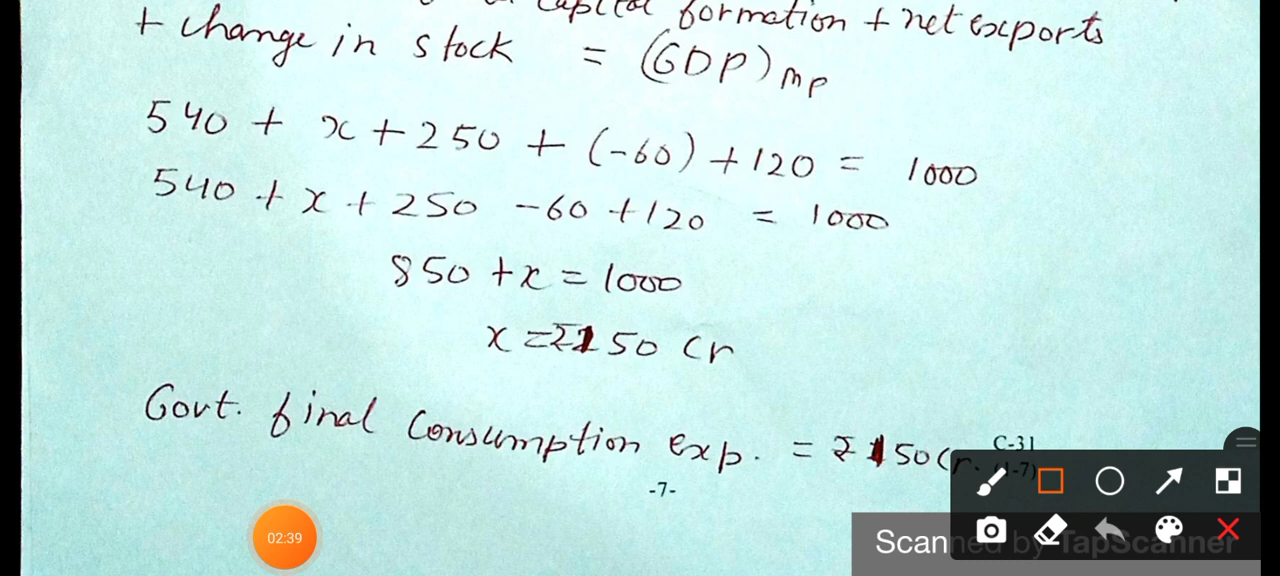 capital formation + net exports
+ change in stock = (GDP) mp
540 + x + 250 + (-60) + 120 = 1000
540 + x + 250 -60 +120 = 1000
850 + x = 1000
x = ₹150 Cr
Govt. final Consumption exp. = ₹150 Cr.
C-31
-7-
02:39
Scanned by TapScanner